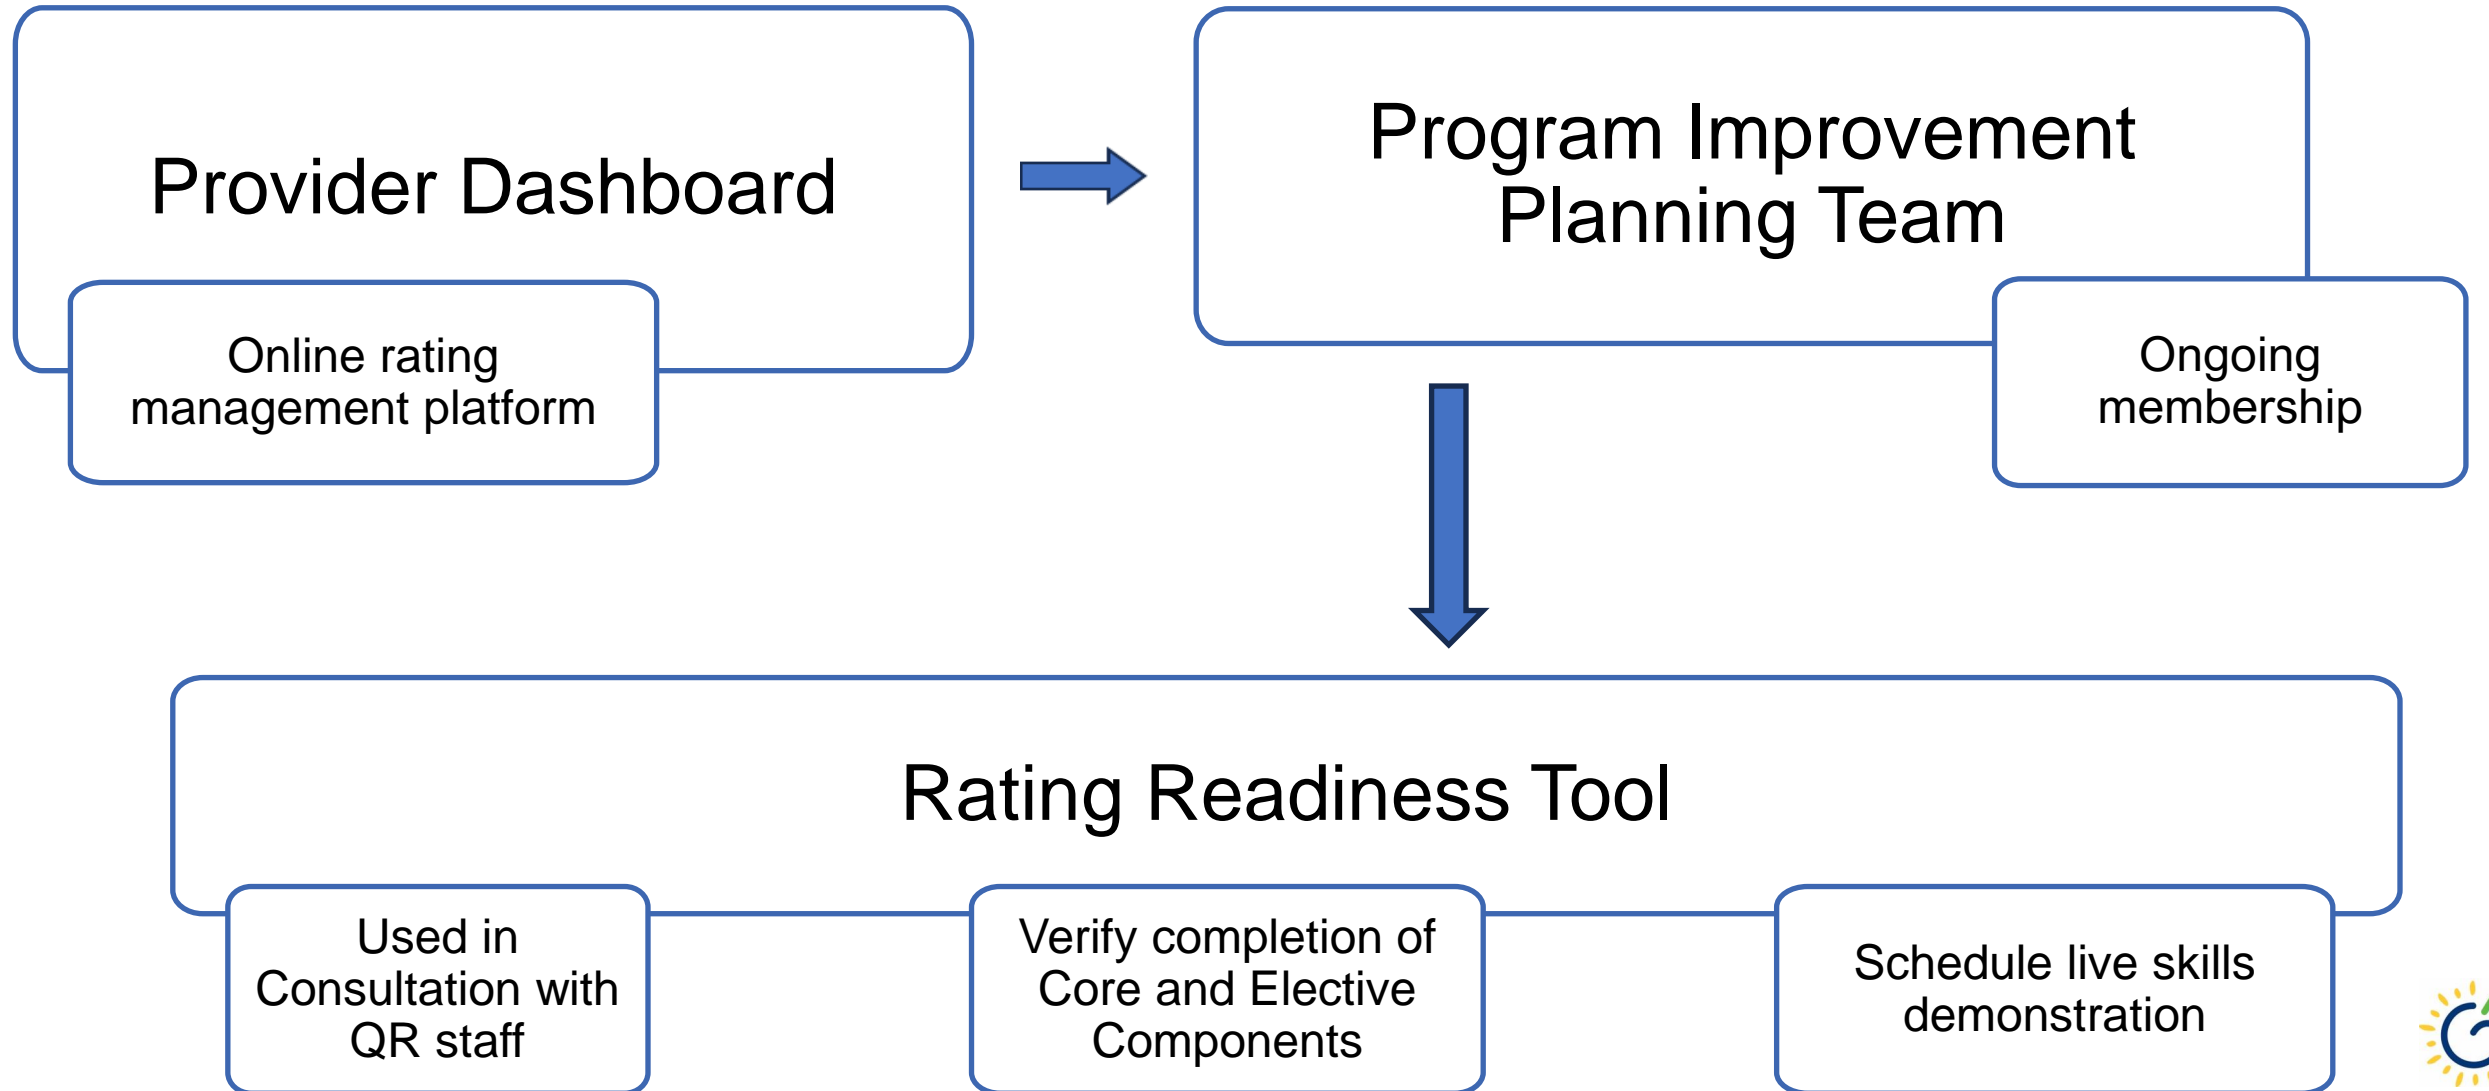 Provider Dashboard
Online rating
management platform
Program Improvement
Planning Team
Ongoing
membership
Rating Readiness Tool
Used in
Consultation with
QR staff
Verify completion of
Core and Elective
Components
Schedule live skills
demonstration